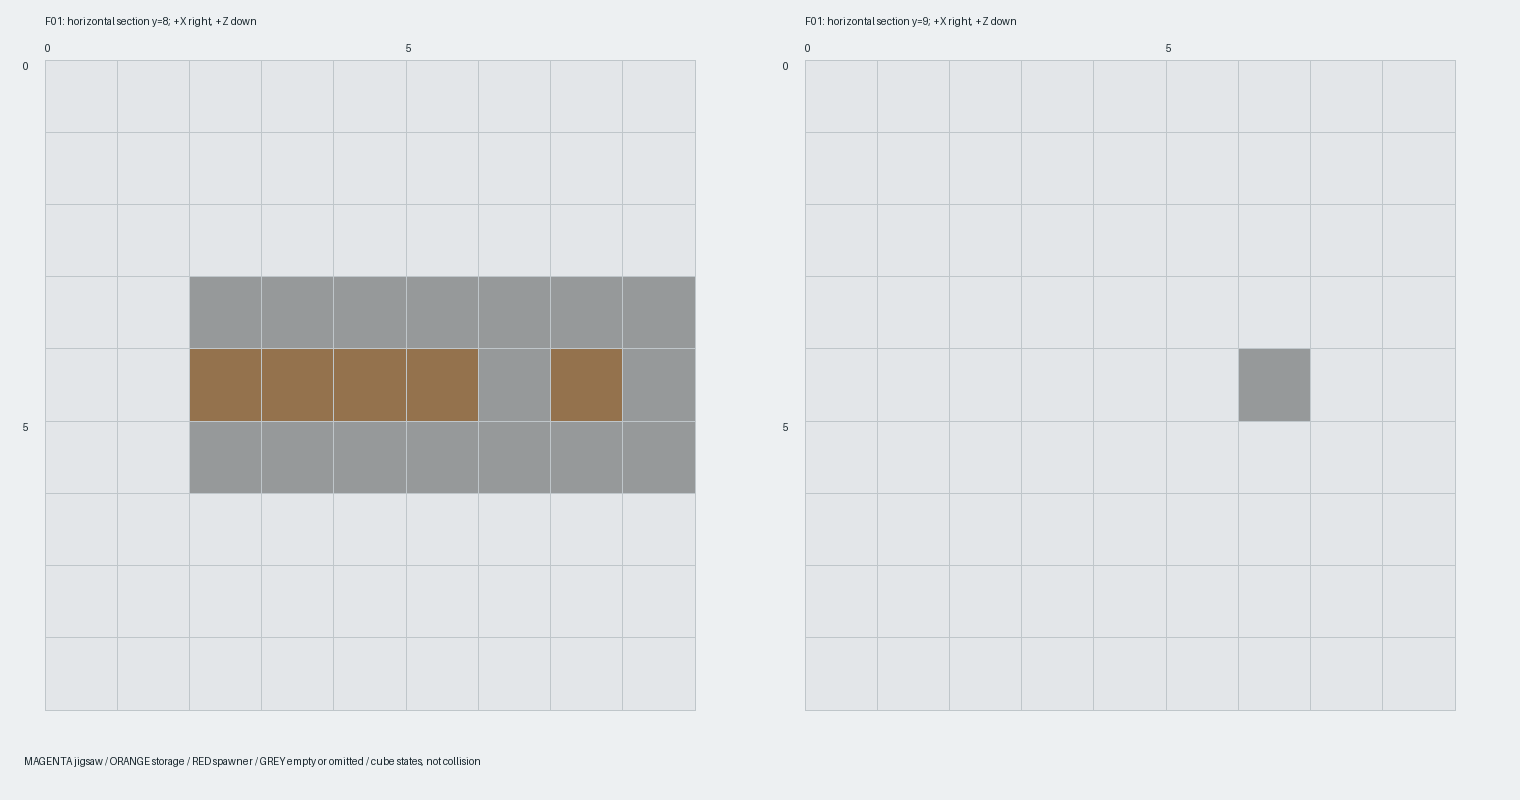 F01: horizontal section y=8; +X right, +Z down
F01: horizontal section y=9; +X right, +Z down
0 5
0 5
0
0
5
5
MAGENTA jigsaw / ORANGE storage / RED spawner / GREY empty or omitted / cube states, not collision